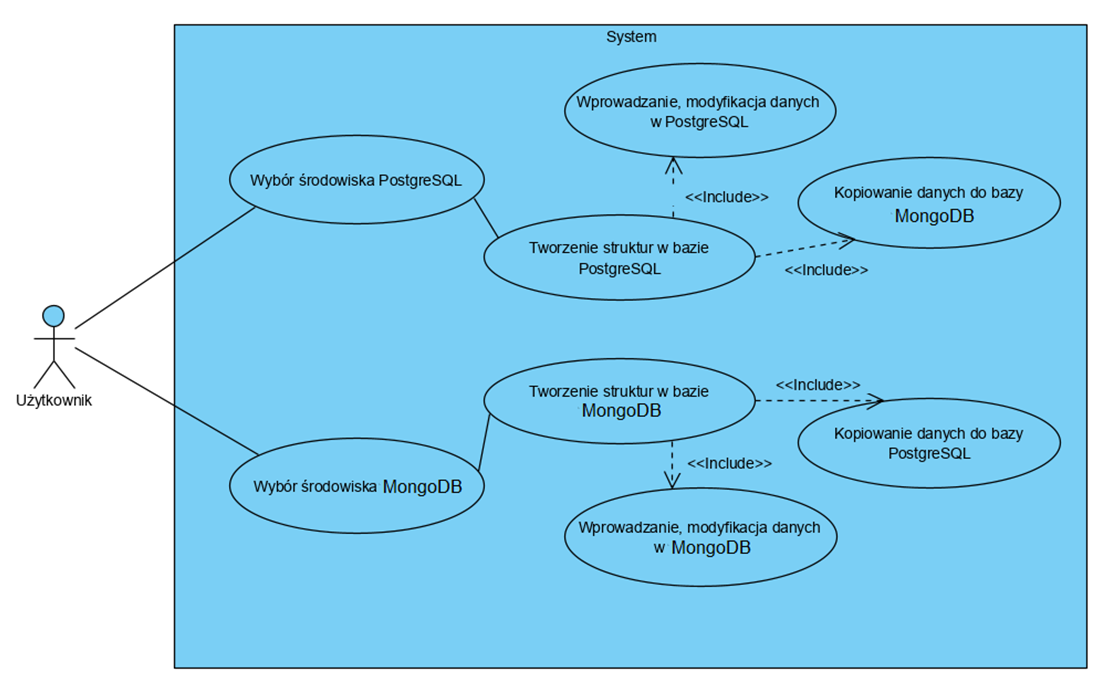 System
Wprowadzanie, modyfikacja danych
w PostgreSQL
Wybór środowiska PostgreSQL
<<Include>>
Kopiowanie danych do bazy
MongoDB
Tworzenie struktur w bazie
PostgreSQL
<<Include>>
Użytkownik
Tworzenie struktur w bazie
MongoDB
<<Include>>
Kopiowanie danych do bazy
PostgreSQL
<<Include>>
Wybór środowiska MongoDB
Wprowadzanie, modyfikacja danych
w MongoDB